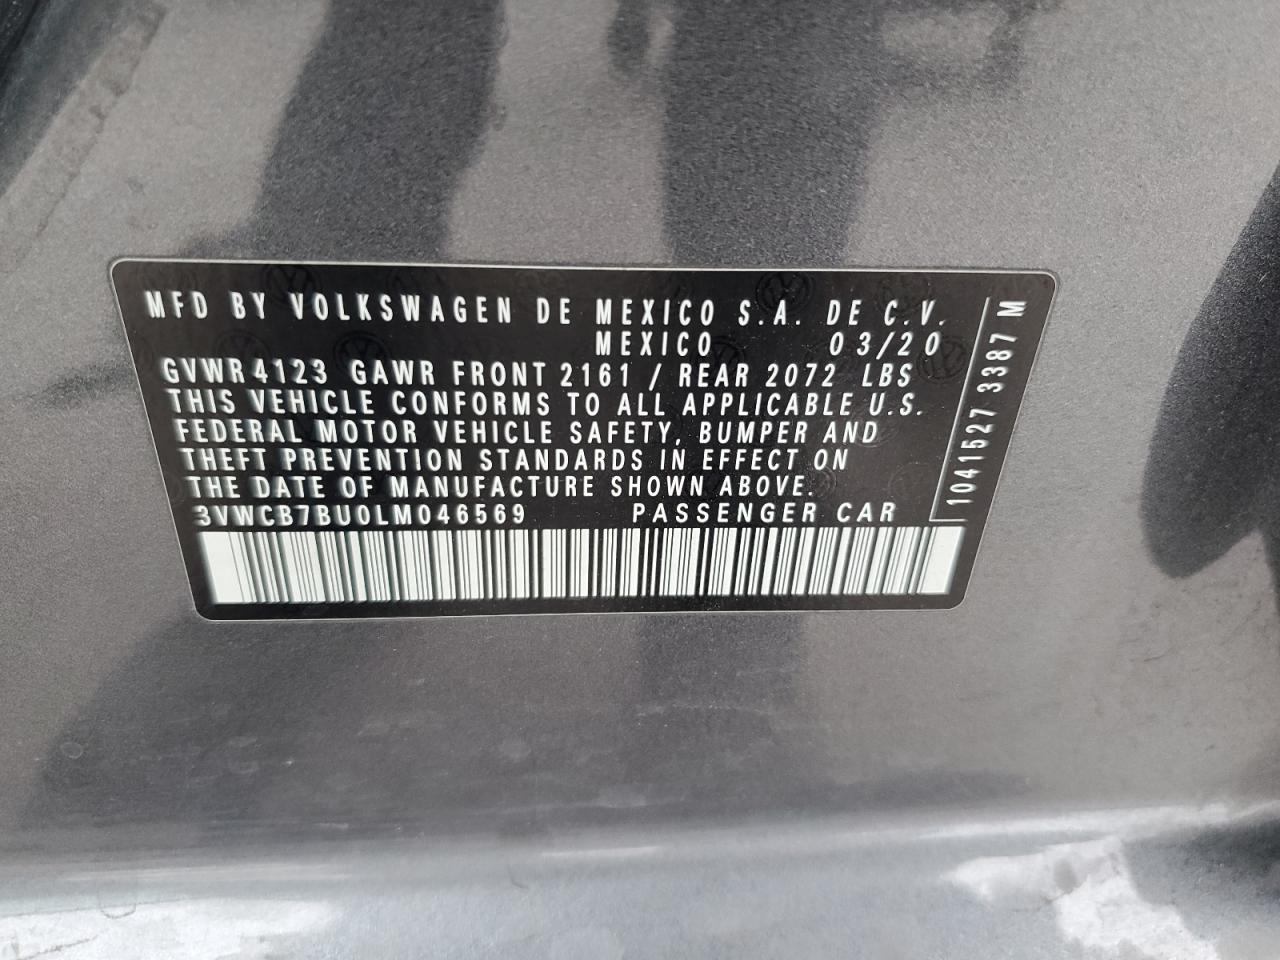 MFD BY VOLKSWAGEN DE MEXICO S.A. DE C.V.
MEXICO 03/20
GVWR 4123 GAWR FRONT 2161 / REAR 2072 LBS
THIS VEHICLE CONFORMS TO ALL APPLICABLE U.S.
FEDERAL MOTOR VEHICLE SAFETY, BUMPER AND
THEFT PREVENTION STANDARDS IN EFFECT ON
THE DATE OF MANUFACTURE SHOWN ABOVE.
3VWCB7BU0LM046569 PASSENGER CAR
1041527 3387 M